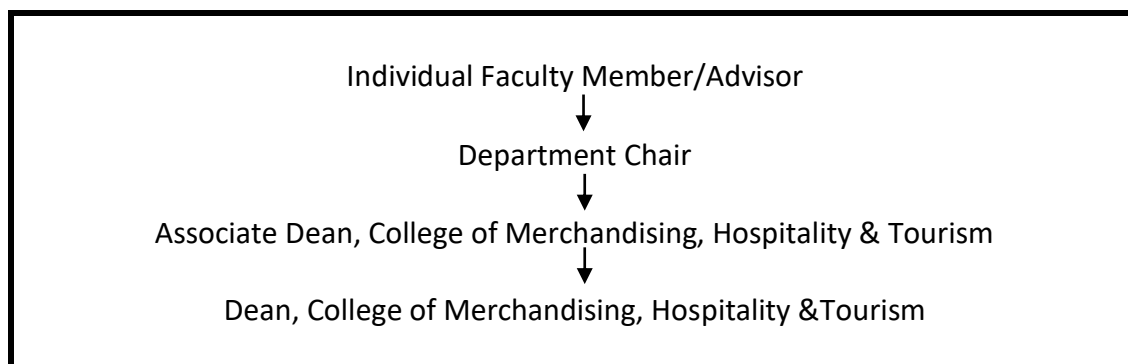 Individual Faculty Member/Advisor
Department Chair
Associate Dean, College of Merchandising, Hospitality & Tourism
Dean, College of Merchandising, Hospitality &Tourism